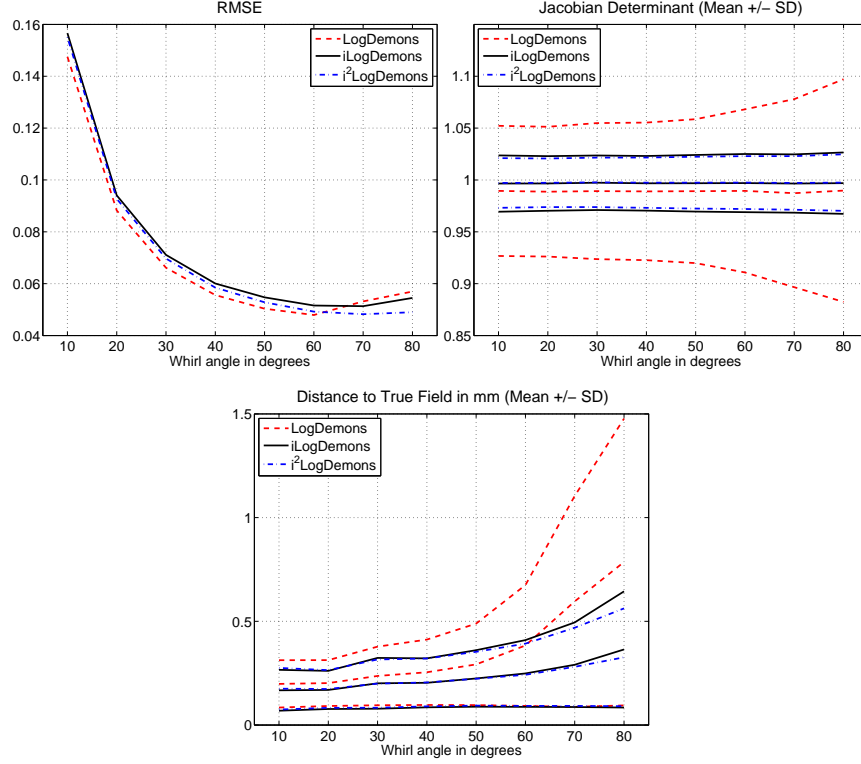 RMSE
0.16
0.14
0.12
0.1
0.08
0.06
0.04
10 20 30 40 50 60 70 80
Whirl angle in degrees
LogDemons
iLogDemons
i²LogDemons
Jacobian Determinant (Mean +/− SD)
1.1
1.05
1
0.95
0.9
0.85
10 20 30 40 50 60 70 80
Whirl angle in degrees
LogDemons
iLogDemons
i²LogDemons
Distance to True Field in mm (Mean +/− SD)
1.5
1
0.5
0
10 20 30 40 50 60 70 80
Whirl angle in degrees
LogDemons
iLogDemons
i²LogDemons